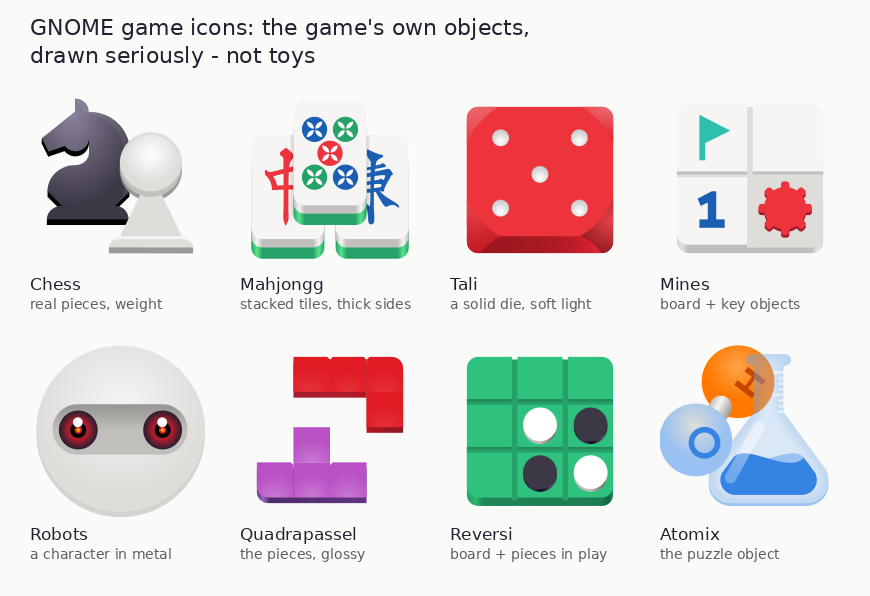 GNOME game icons: the game's own objects,
drawn seriously - not toys
中 東
1
H
O
Chess
Mahjongg
Tali
Mines
real pieces, weight
stacked tiles, thick sides
a solid die, soft light
board + key objects
Robots
Quadrapassel
Reversi
Atomix
a character in metal
the pieces, glossy
board + pieces in play
the puzzle object